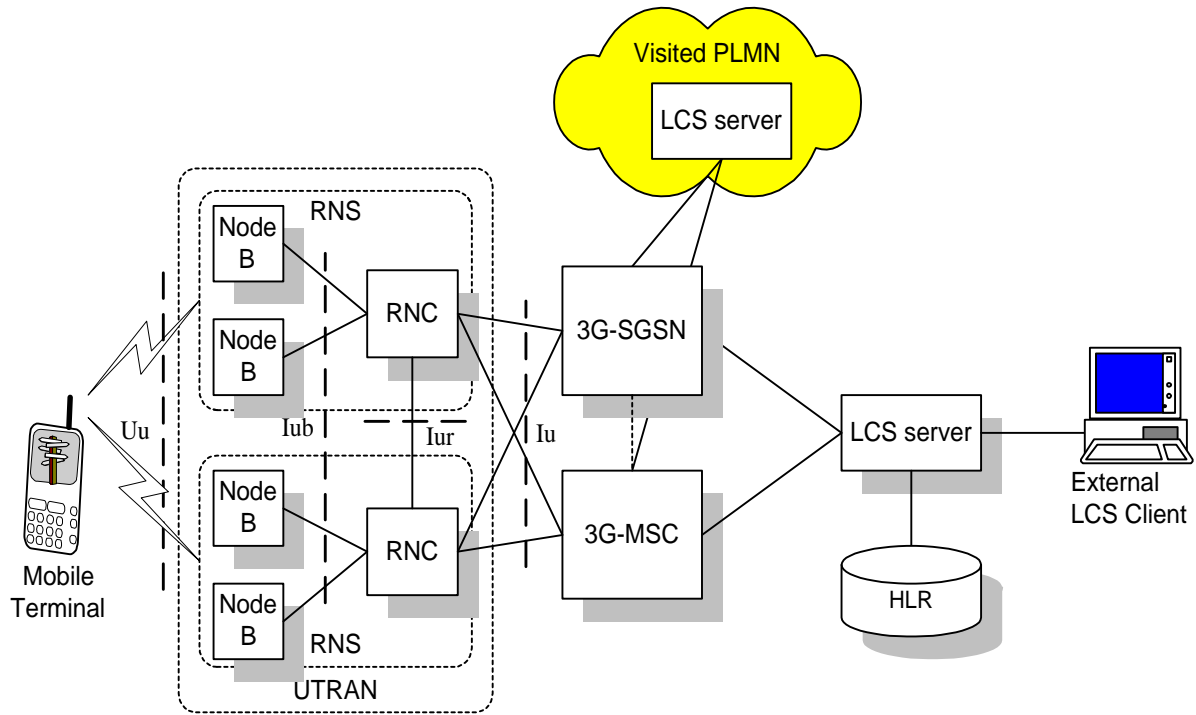 Visited PLMN
LCS server
RNS
Node
B
Node
B
RNC
3G-SGSN
Uu
Iub
Iur
Iu
LCS server
Node
B
Node
B
RNC
3G-MSC
External
LCS Client
Mobile
Terminal
HLR
RNS
UTRAN